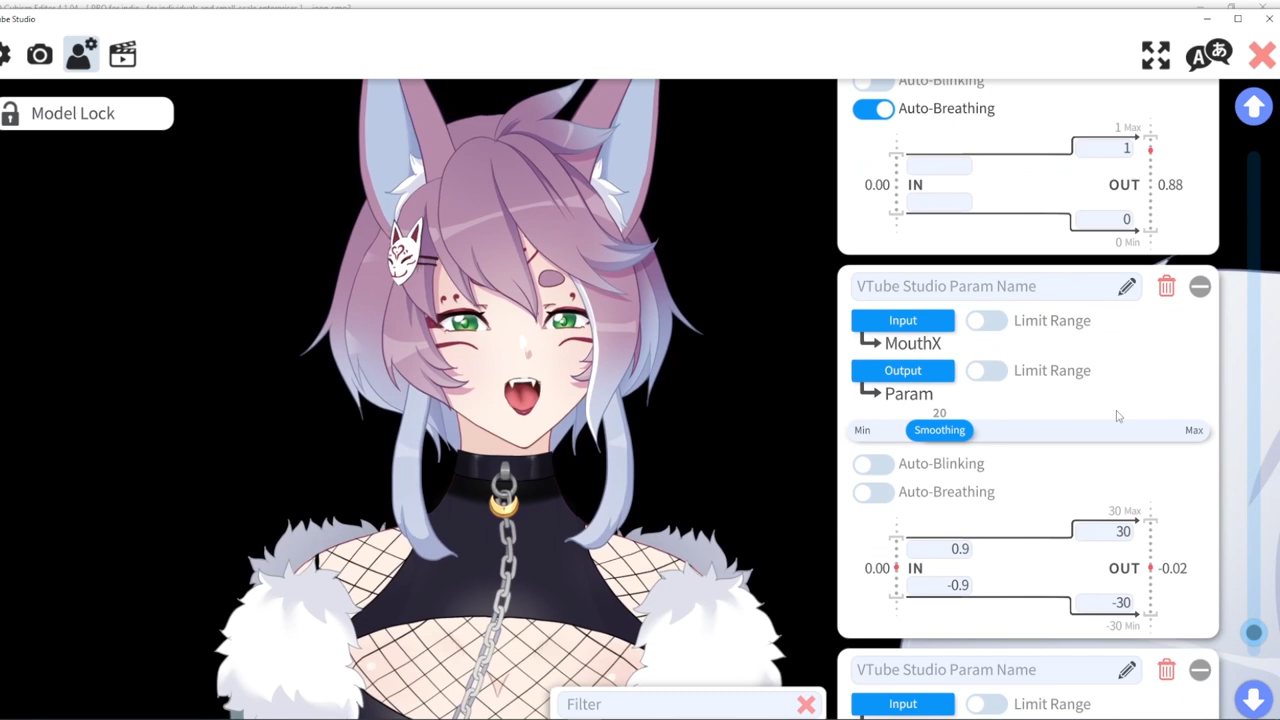 ube Studio
Model Lock
Auto-Blinking
Auto-Breathing
1 Max
1
0.00
IN
OUT
0.88
0
0 Min
VTube Studio Param Name
Input
Limit Range
MouthX
Output
Limit Range
Param
20
Min
Smoothing
Max
Auto-Blinking
Auto-Breathing
30 Max
30
0.9
0.00
IN
OUT
-0.02
-0.9
-30
-30 Min
VTube Studio Param Name
Filter
Input
Limit Range